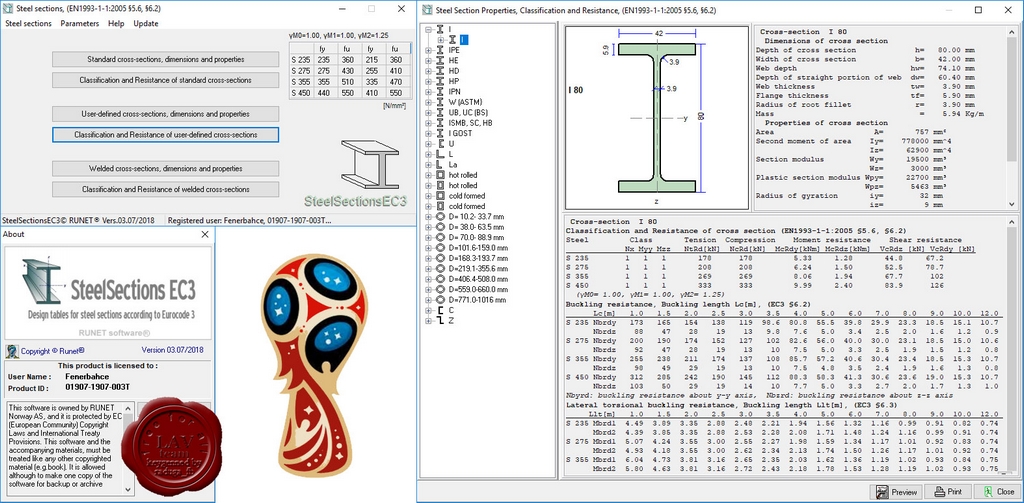 Steel sections, (EN1993-1-1:2005 §5.6, §6.2)
Steel sections Parameters Help Update
Standard cross-sections, dimensions and properties
Classification and Resistance of standard cross-sections
User-defined cross-sections, dimensions and properties
Classification and Resistance of user-defined cross-sections
Welded cross-sections, dimensions and properties
Classification and Resistance of welded cross-sections
γM0=1.00, γM1=1.00, γM2=1.25
fy fu fy fu
S 235 235 360 215 360
S 275 275 430 255 410
S 355 355 510 335 470
S 450 440 550 410 550
[N/mm²]
SteelSectionsEC3
SteelSectionsEC3© RUNET® Vers.03.07/2018 Registered user: Fenerbahce, 01907-1907-003T...
About
SteelSections EC3
Design tables for steel sections according to Eurocode 3
RUNET software®
Copyright © Runet® Version 03.07/2018
This product is licensed to :
User Name : Fenerbahce
Product ID : 01907-1907-003T
This software is owned by RUNET
Norway AS, and it is protected by EC
(European Community) Copyright
Laws and International Treaty
Provisions. This software and the
accompanying materials, must be
treated like any other copyrighted
material (e.g.book). It is allowed
although to make one copy of the
software for backup or archive
LAV
team
Steel Section Properties, Classification and Resistance, (EN1993-1-1:2005 §5.6, §6.2)
I
I
IPE
HE
HD
HP
IPN
W (ASTM)
UB, UC (BS)
ISMB, SC, HB
I GOST
U
L
La
hot rolled
hot rolled
cold formed
cold formed
D= 10.2- 33.7 mm
D= 38.0- 63.5 mm
D= 70.0- 88.9 mm
D=101.6-159.0 mm
D=168.3-193.7 mm
D=219.1-355.6 mm
D=406.4-508.0 mm
D=559.0-660.0 mm
D=771.0-1016 mm
C
Z
I 80
42
5.9
3.9
3.9
80
y
z
Cross-section I 80
Dimensions of cross section
Depth of cross section h= 80.00 mm
Width of cross section b= 42.00 mm
Web depth hw= 74.10 mm
Depth of straight portion of web dw= 60.40 mm
Web thickness tw= 3.90 mm
Flange thickness tf= 5.90 mm
Radius of root fillet r= 3.90 mm
Mass = 5.94 Kg/m
Properties of cross section
Area A= 757 mm²
Second moment of area Iy= 778000 mm^4
Iz= 62900 mm^4
Section modulus Wy= 19500 mm³
Wz= 3000 mm³
Plastic section modulus Wpy= 22700 mm³
Wpz= 5463 mm³
Radius of gyration iy= 32 mm
iz= 9 mm
Cross-section I 80
Classification and Resistance of cross section (EN1993-1-1:2005 §5.6, §6.2)
Steel Class Tension Compression Moment resistance Shear resistance
Nx Myy Mzz NtRd[kN] NcRd[kN] McRdy[kNm] McRdz[kNm] VcRdz [kN] VcRdy [kN]
S 235 1 1 1 178 178 5.33 1.28 44.8 67.2
S 275 1 1 1 208 208 6.24 1.50 52.5 78.7
S 355 1 1 1 269 269 8.06 1.94 67.7 102
S 450 1 1 1 333 333 9.99 2.40 83.9 126
(γM0= 1.00, γM1= 1.00, γM2= 1.25)
Buckling resistance, Buckling length Lc[m], (EC3 §6.2)
Lc[m] 1.0 1.5 2.0 2.5 3.0 3.5 4.0 5.0 6.0 7.0 8.0 9.0 10.0 12.0
S 235 Nbrdy 173 165 154 138 119 98.6 80.8 55.5 39.8 29.9 23.3 18.5 15.1 10.7
Nbrdz 88 47 28 19 13 9.8 7.6 5.0 3.4 2.5 2.0 1.6 1.2 0.9
S 275 Nbrdy 200 190 174 152 127 102 82.6 56.0 40.0 30.0 23.1 18.5 15.0 10.6
Nbrdz 92 47 28 19 13 10 7.5 5.0 3.3 2.5 1.9 1.5 1.2 0.8
S 355 Nbrdy 255 238 211 174 137 108 85.7 57.2 40.6 30.4 23.4 18.5 15.3 10.7
Nbrdz 98 49 29 19 13 10 7.5 4.8 3.5 2.4 1.9 1.6 1.3 0.8
S 450 Nbrdy 312 285 242 190 145 112 88.3 58.3 41.3 30.6 23.6 19.0 15.3 10.7
Nbrdz 103 50 29 19 14 10 7.7 5.0 3.3 2.7 2.0 1.7 1.3 1.0
Nbyrd: buckling resistance about y-y axis, Nbzrd: buckling resistance about z-z axis
Lateral torsional buckling resistance, Buckling length Llt[m], (EC3 §6.3)
Llt[m] 1.0 1.5 2.0 2.5 3.0 3.5 4.0 5.0 6.0 7.0 8.0 9.0 10.0 12.0
S 235 Mbrd1 4.49 3.89 3.35 2.88 2.48 2.21 1.94 1.56 1.32 1.16 0.99 0.91 0.82 0.74
Mbrd2 4.39 3.85 3.38 2.88 2.53 2.28 2.08 1.71 1.48 1.24 1.16 0.99 0.91 0.74
S 275 Mbrd1 5.07 4.24 3.55 3.00 2.55 2.27 1.98 1.59 1.34 1.17 1.01 0.92 0.83 0.74
Mbrd2 4.93 4.18 3.55 3.00 2.62 2.34 2.13 1.74 1.50 1.26 1.17 1.01 0.92 0.74
S 355 Mbrd1 6.04 4.73 3.81 3.16 2.65 2.35 2.03 1.62 1.36 1.19 1.02 0.93 0.84 0.75
Mbrd2 5.80 4.63 3.81 3.16 2.72 2.43 2.18 1.78 1.53 1.28 1.19 1.02 0.93 0.75
Preview Print Close